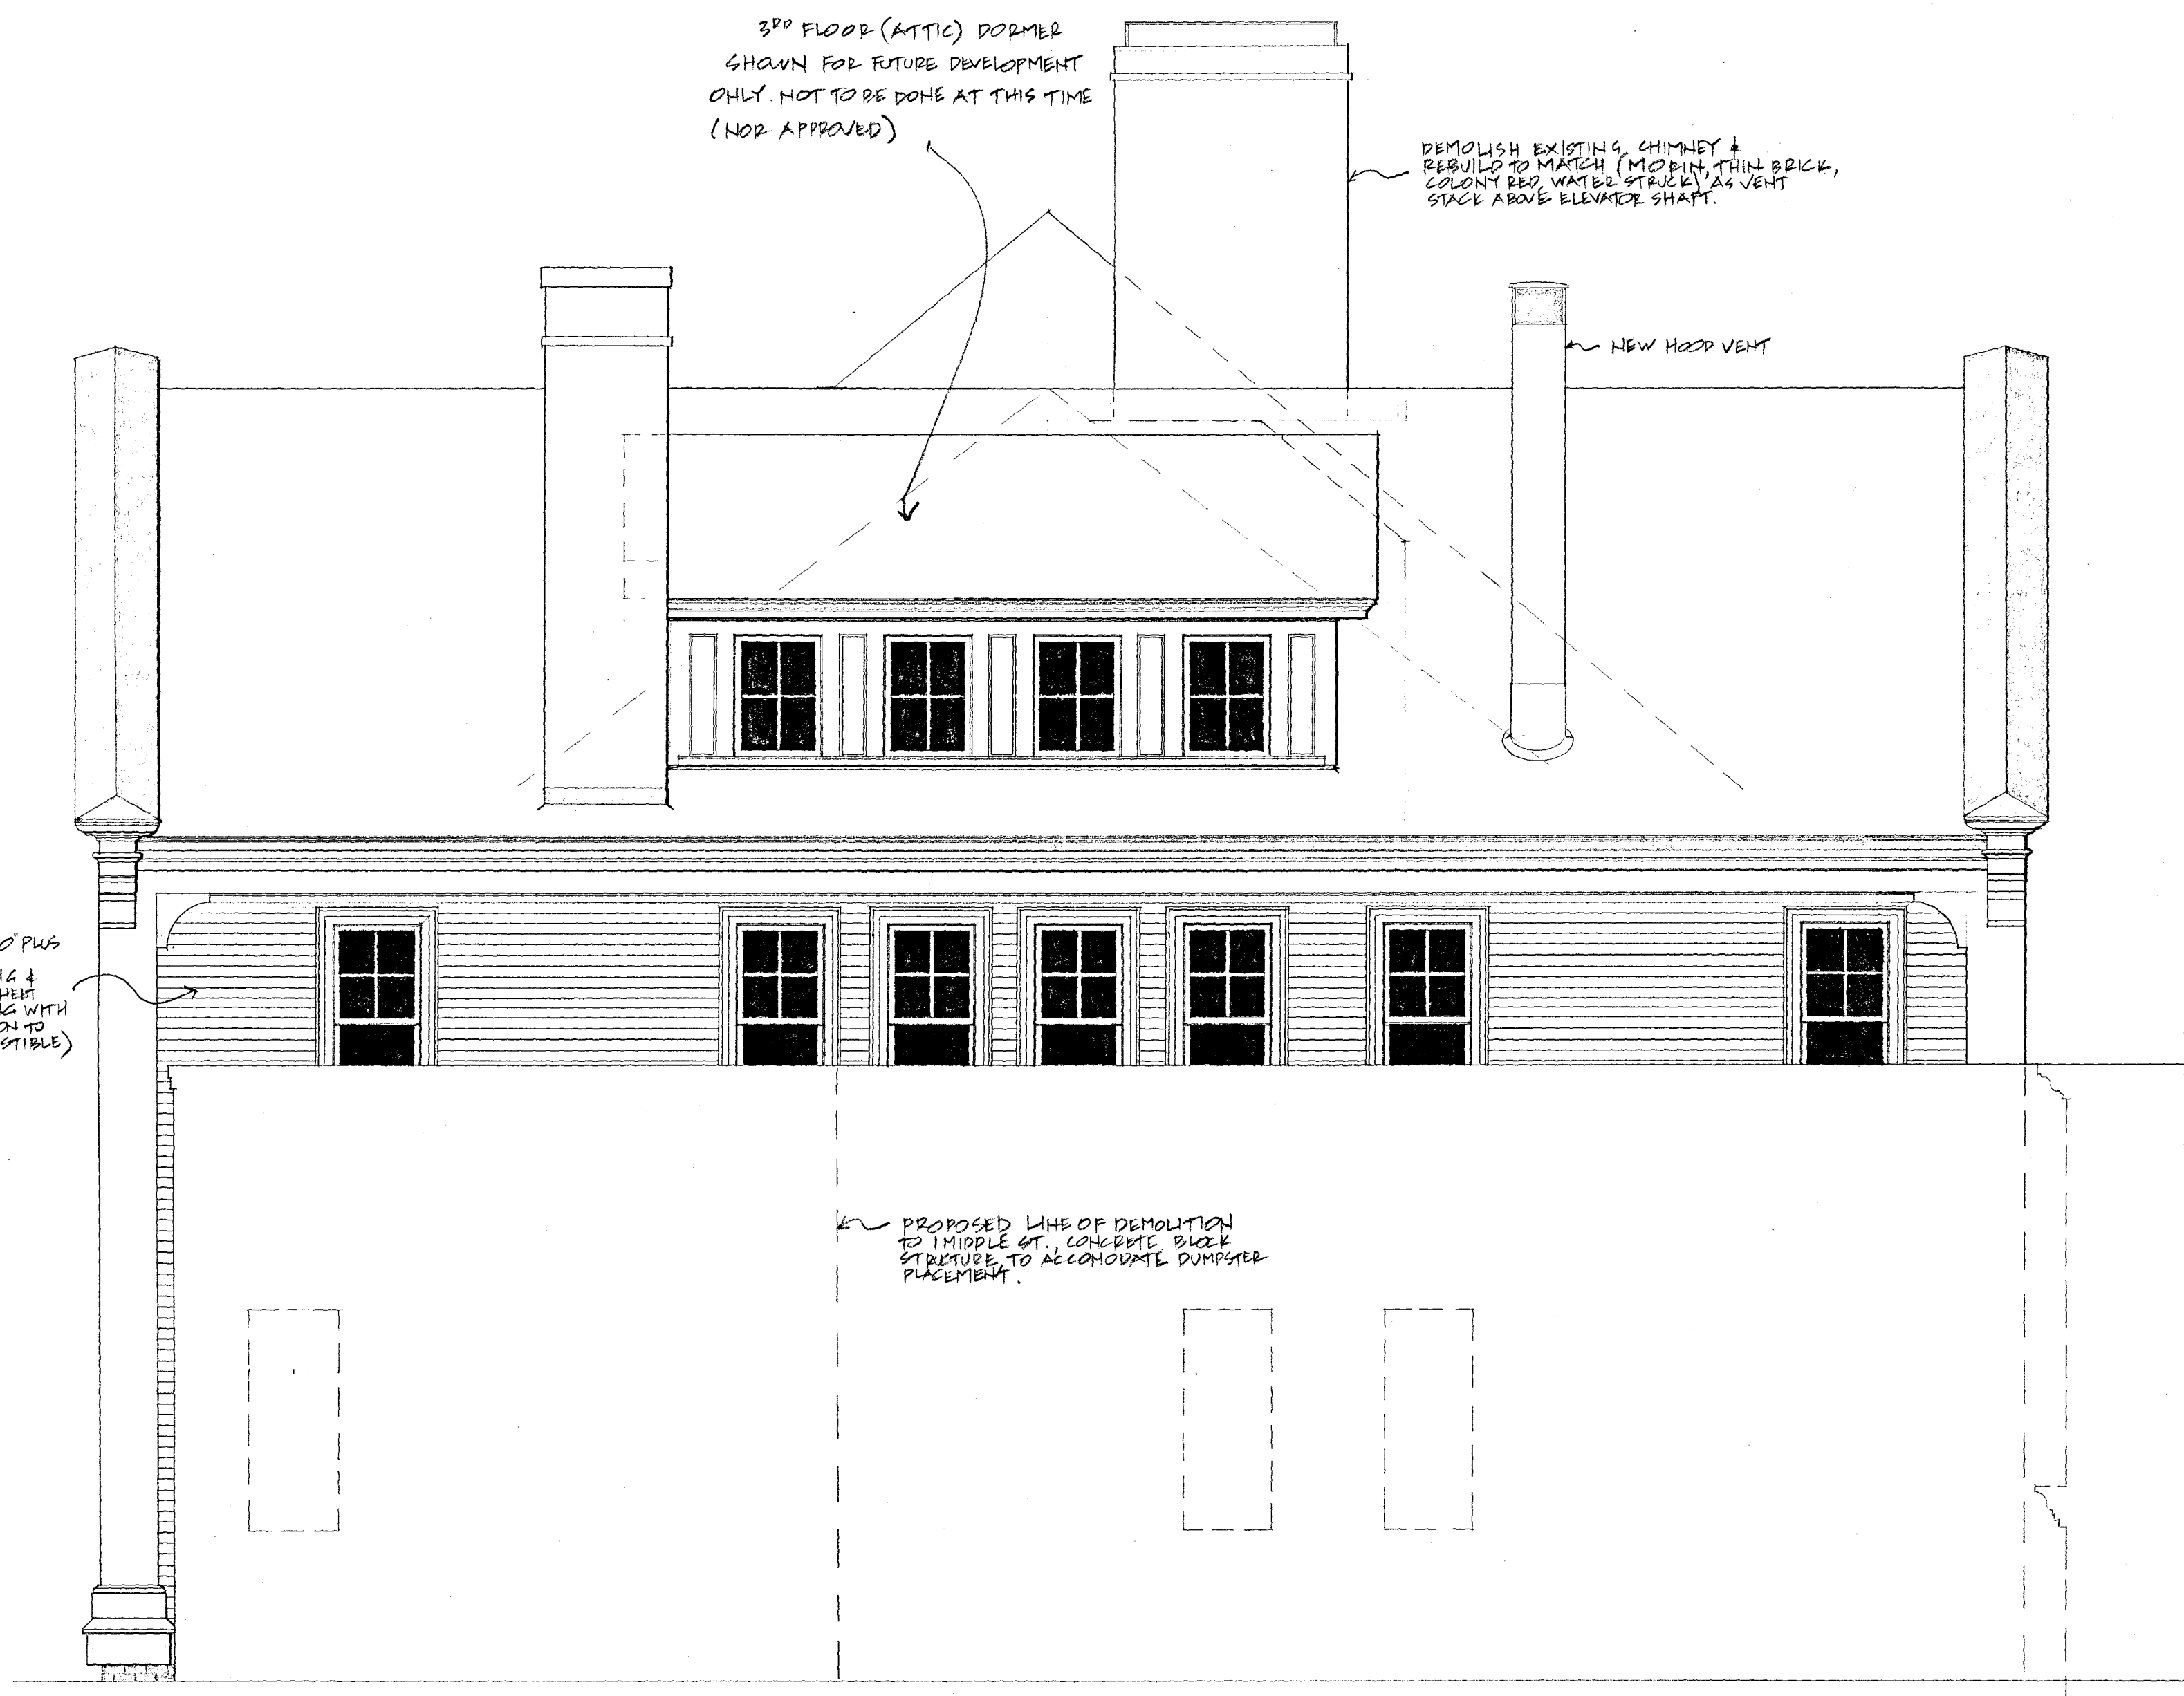 3RD FLOOR (ATTIC) DORMER
SHOWN FOR FUTURE DEVELOPMENT
ONLY. NOT TO BE DONE AT THIS TIME
(NOR APPROVED)
DEMOLISH EXISTING CHIMNEY &
REBUILD TO MATCH (MORIN, THIN BRICK,
COLONY RED, WATER STRUCK) AS VENT
STACK ABOVE ELEVATOR SHAFT.
NEW HOOD VENT
0" PLUS
G &
WITH
ON TO
STIBLE)
PROPOSED LINE OF DEMOLITION
TO 1 MIDDLE ST., CONCRETE BLOCK
STRUCTURE, TO ACCOMODATE DUMPSTER
PLACEMENT.